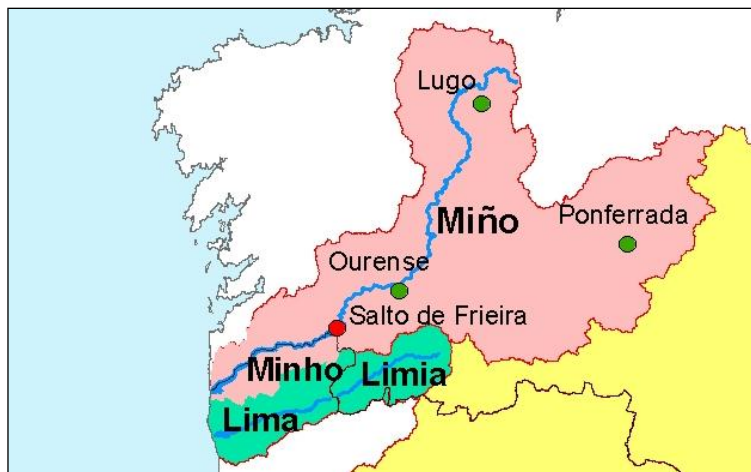 Lugo
Ponferrada
Miño
Ourense
Salto de Frieira
Minho
Limia
Lima